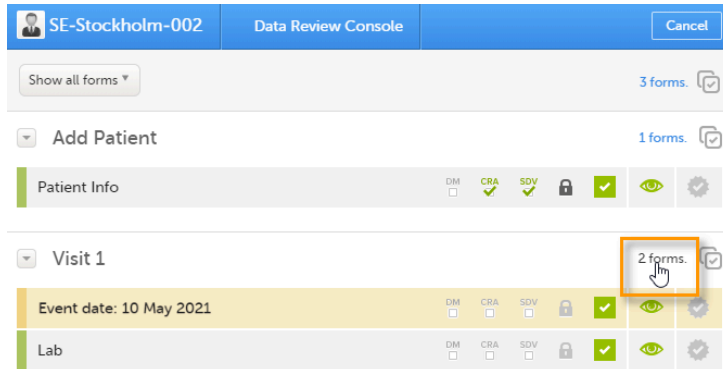 SE-Stockholm-002 Data Review Console Cancel
Show all forms 3 forms.
Add Patient 1 forms.
Patient Info DM CRA SDV
Visit 1 2 forms.
Event date: 10 May 2021 DM CRA SDV
Lab DM CRA SDV